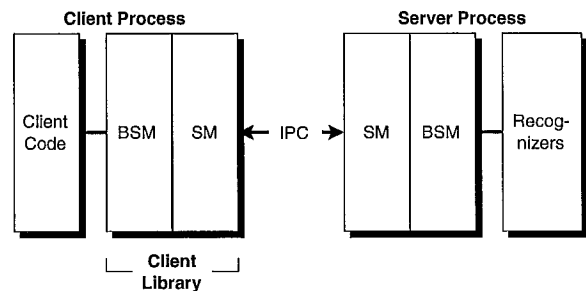 Client Process
Server Process
Client
Code
BSM
SM
IPC
SM
BSM
Recog-
nizers
Client
Library